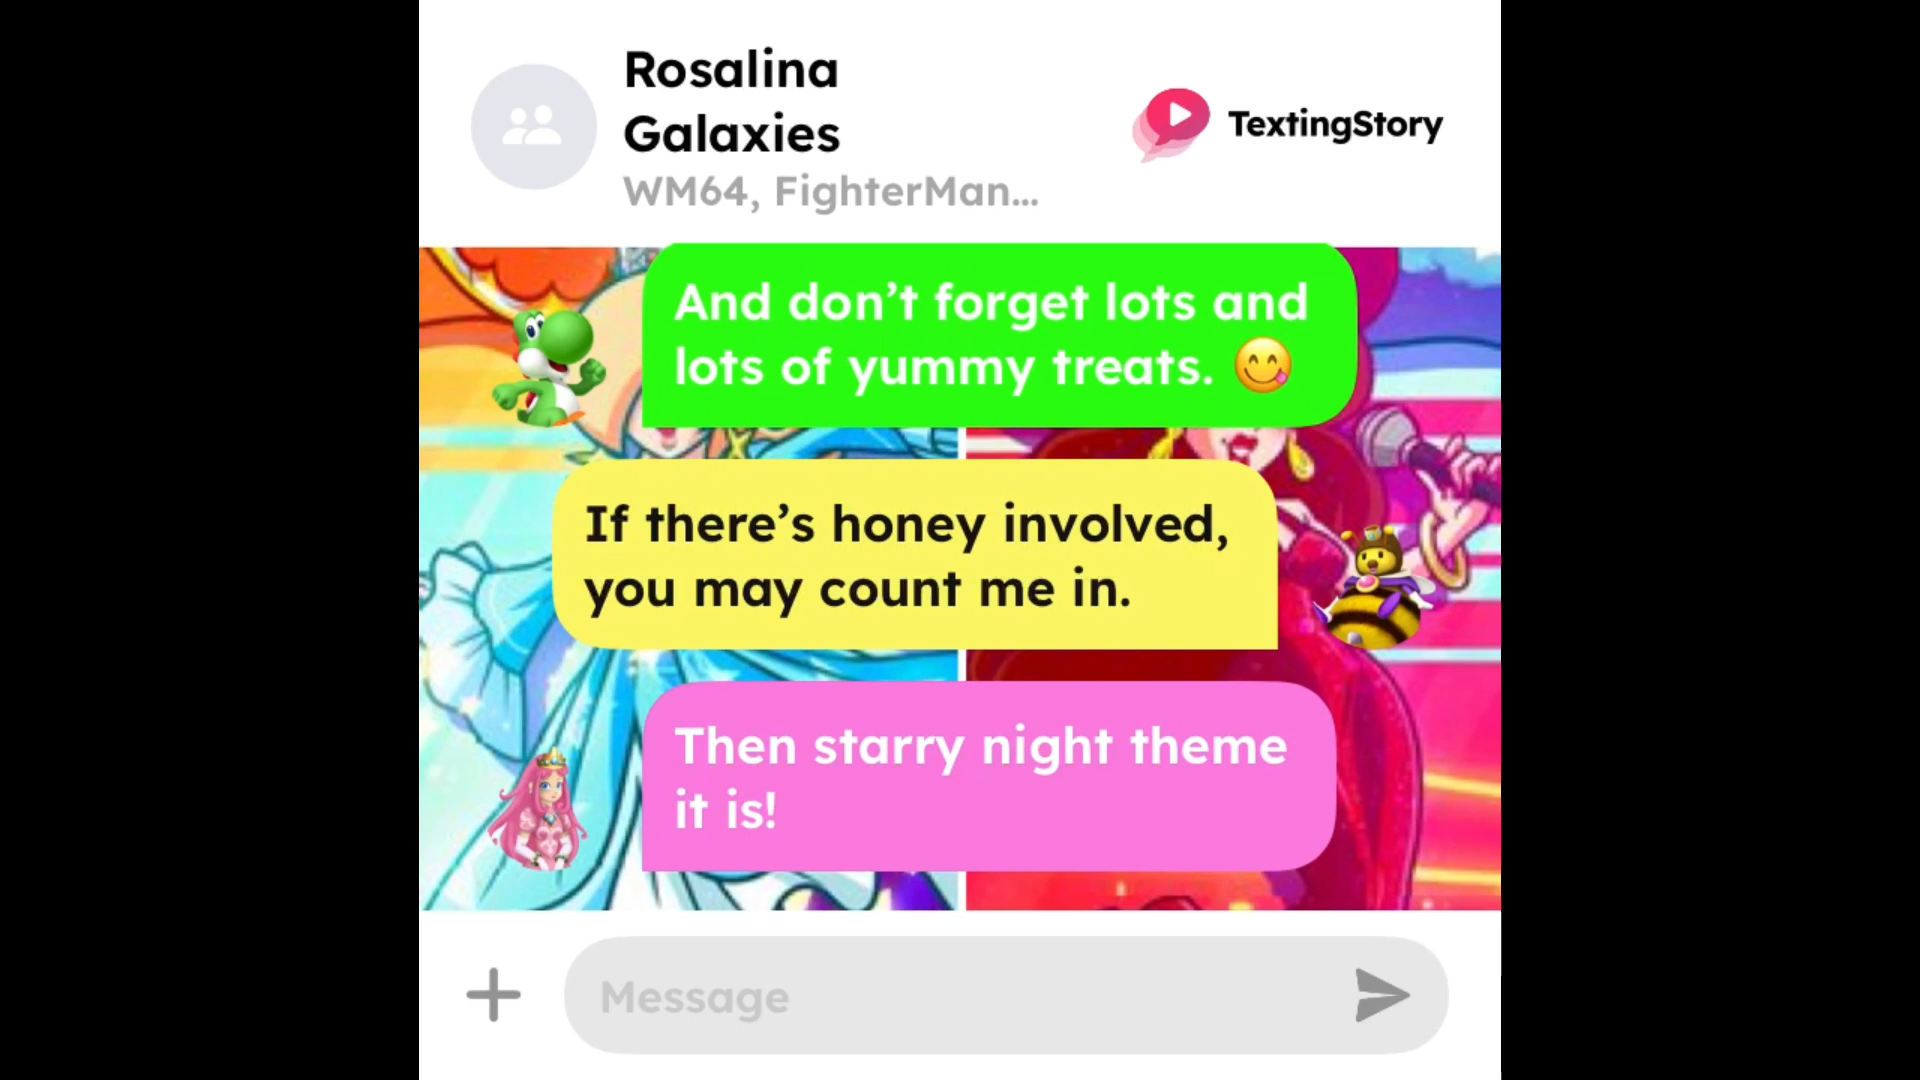 Rosalina
Galaxies
WM64, FighterMan...
TextingStory
And don’t forget lots and
lots of yummy treats. 😋
If there’s honey involved,
you may count me in.
Then starry night theme
it is!
Message